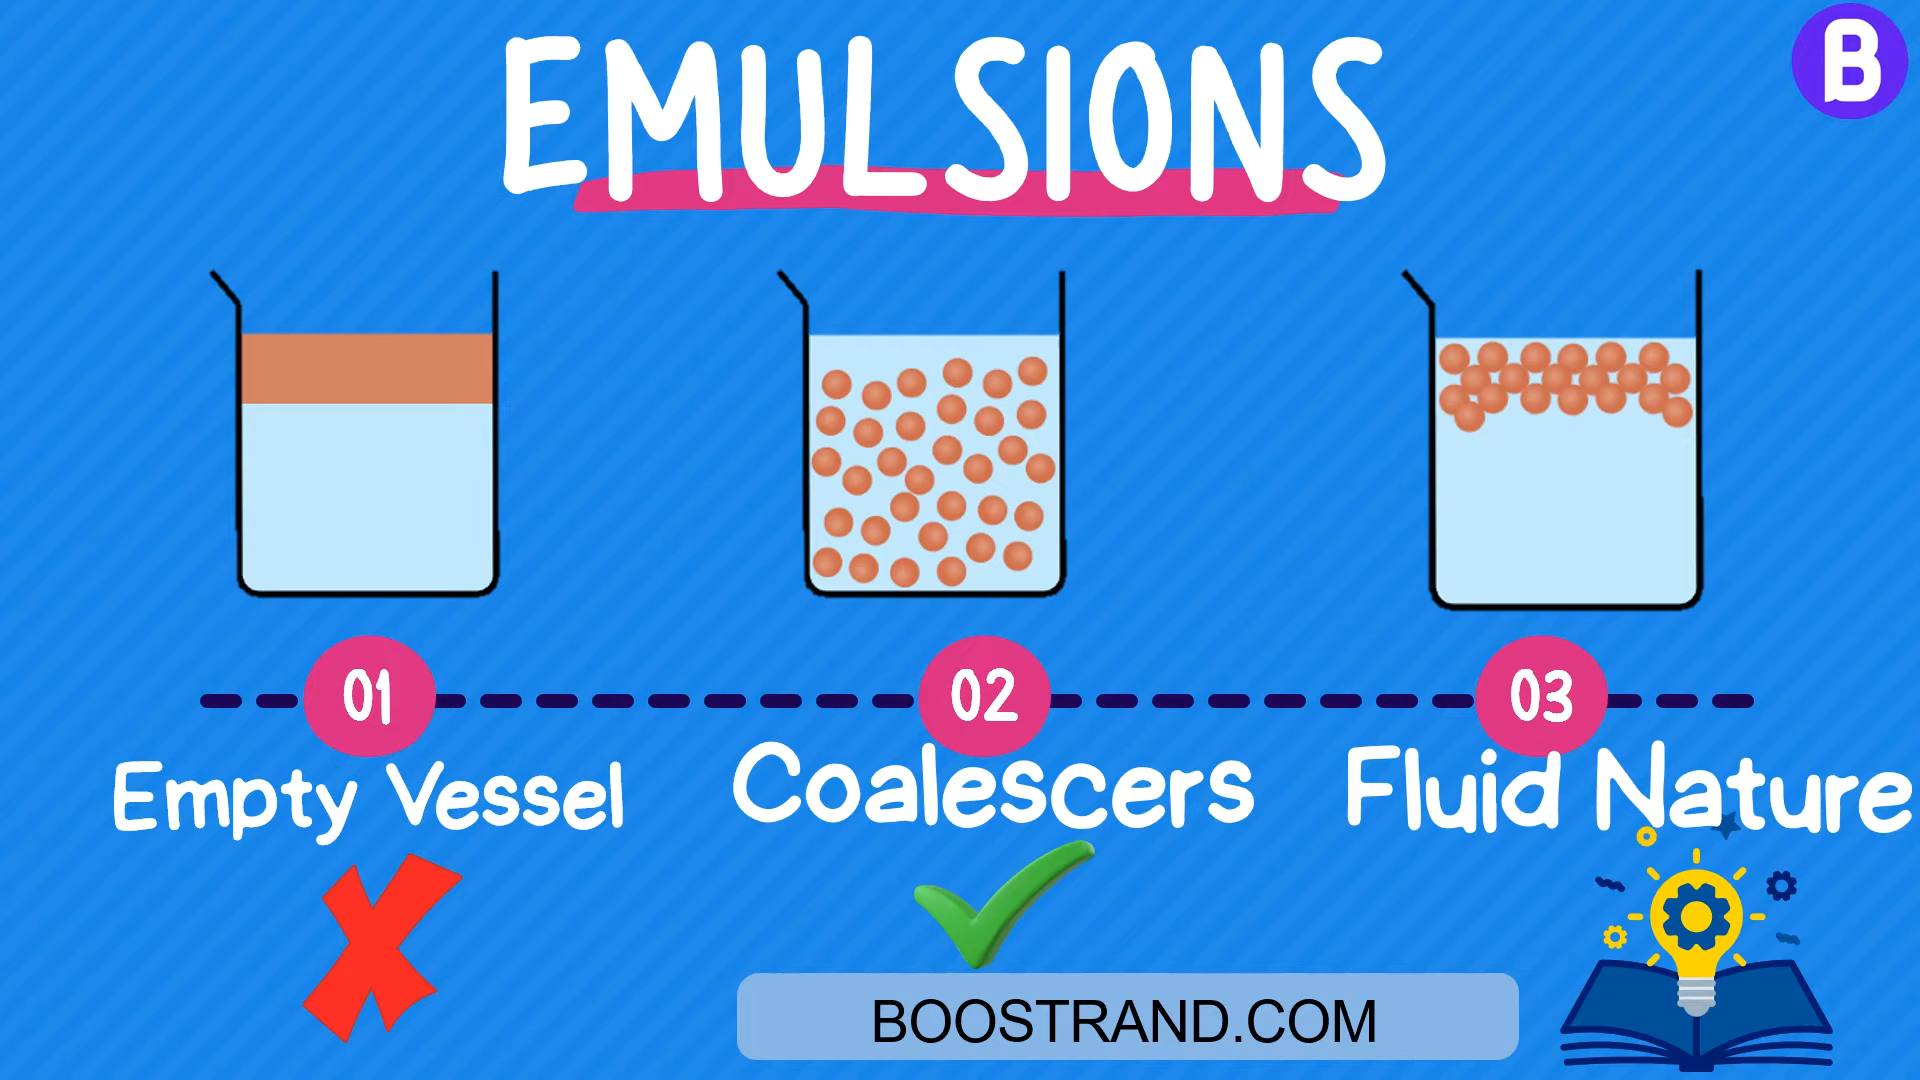 EMULSIONS
B
01
02
03
Empty Vessel
Coalescers
Fluid Nature
BOOSTRAND.COM